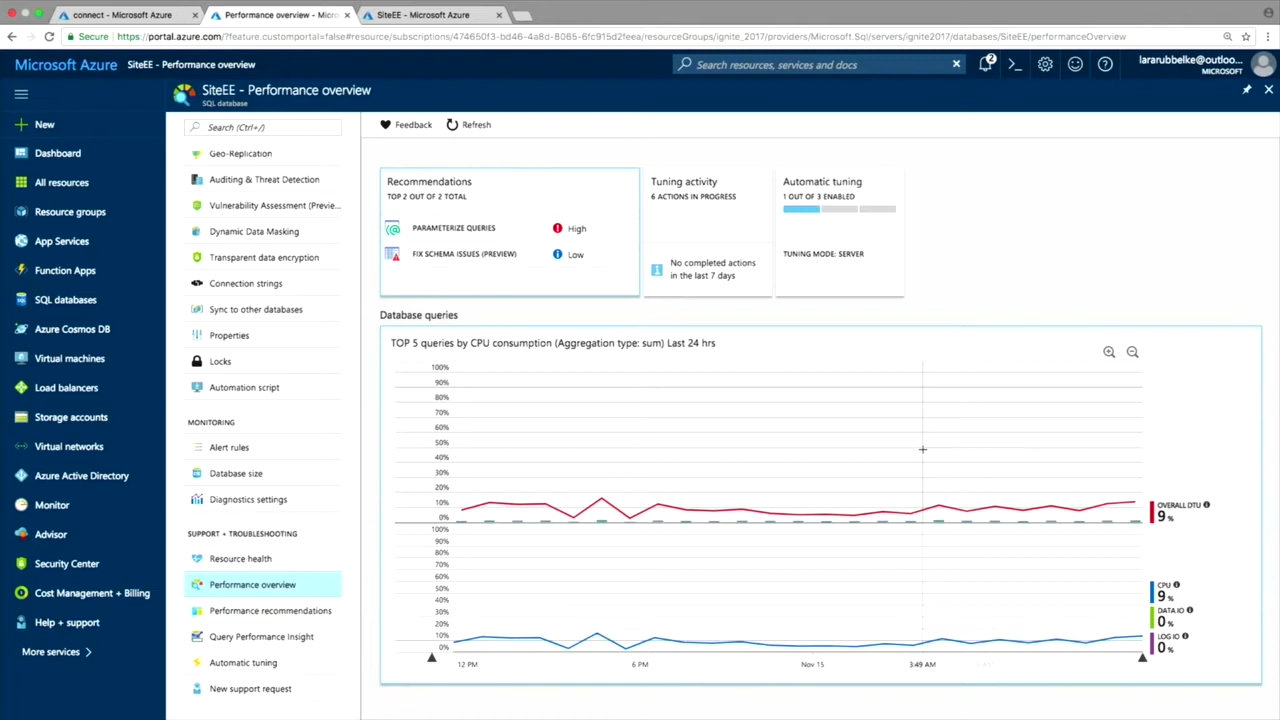 connect - Microsoft Azure
Performance overview - Micro
SiteEE - Microsoft Azure
Secure
https://portal.azure.com/?feature.customportal=false#resource/subscriptions/474650f3-bd46-4a8d-8065-6fc915d2feea/resourceGroups/ignite_2017/providers/Microsoft.Sql/servers/ignite2017/databases/SiteEE/performanceOverview
Microsoft Azure
SiteEE - Performance overview
Search resources, services and docs
2
lararubbelke@outloo...
MICROSOFT
SiteEE - Performance overview
SQL database
New
Dashboard
All resources
Resource groups
App Services
Function Apps
SQL databases
Azure Cosmos DB
Virtual machines
Load balancers
Storage accounts
Virtual networks
Azure Active Directory
Monitor
Advisor
Security Center
Cost Management + Billing
Help + support
More services
Search (Ctrl+/)
Geo-Replication
Auditing & Threat Detection
Vulnerability Assessment (Previe...
Dynamic Data Masking
Transparent data encryption
Connection strings
Sync to other databases
Properties
Locks
Automation script
MONITORING
Alert rules
Database size
Diagnostics settings
SUPPORT + TROUBLESHOOTING
Resource health
Performance overview
Performance recommendations
Query Performance Insight
Automatic tuning
New support request
Feedback
Refresh
Recommendations
TOP 2 OUT OF 2 TOTAL
PARAMETERIZE QUERIES
High
FIX SCHEMA ISSUES (PREVIEW)
Low
Tuning activity
6 ACTIONS IN PROGRESS
No completed actions
in the last 7 days
Automatic tuning
1 OUT OF 3 ENABLED
TUNING MODE: SERVER
Database queries
TOP 5 queries by CPU consumption (Aggregation type: sum) Last 24 hrs
100%
90%
80%
70%
60%
50%
40%
30%
20%
10%
0%
OVERALL DTU
9 %
100%
90%
80%
70%
60%
50%
40%
30%
20%
10%
0%
CPU
9 %
DATA IO
0 %
LOG IO
0 %
12 PM
6 PM
Nov 15
3:49 AM